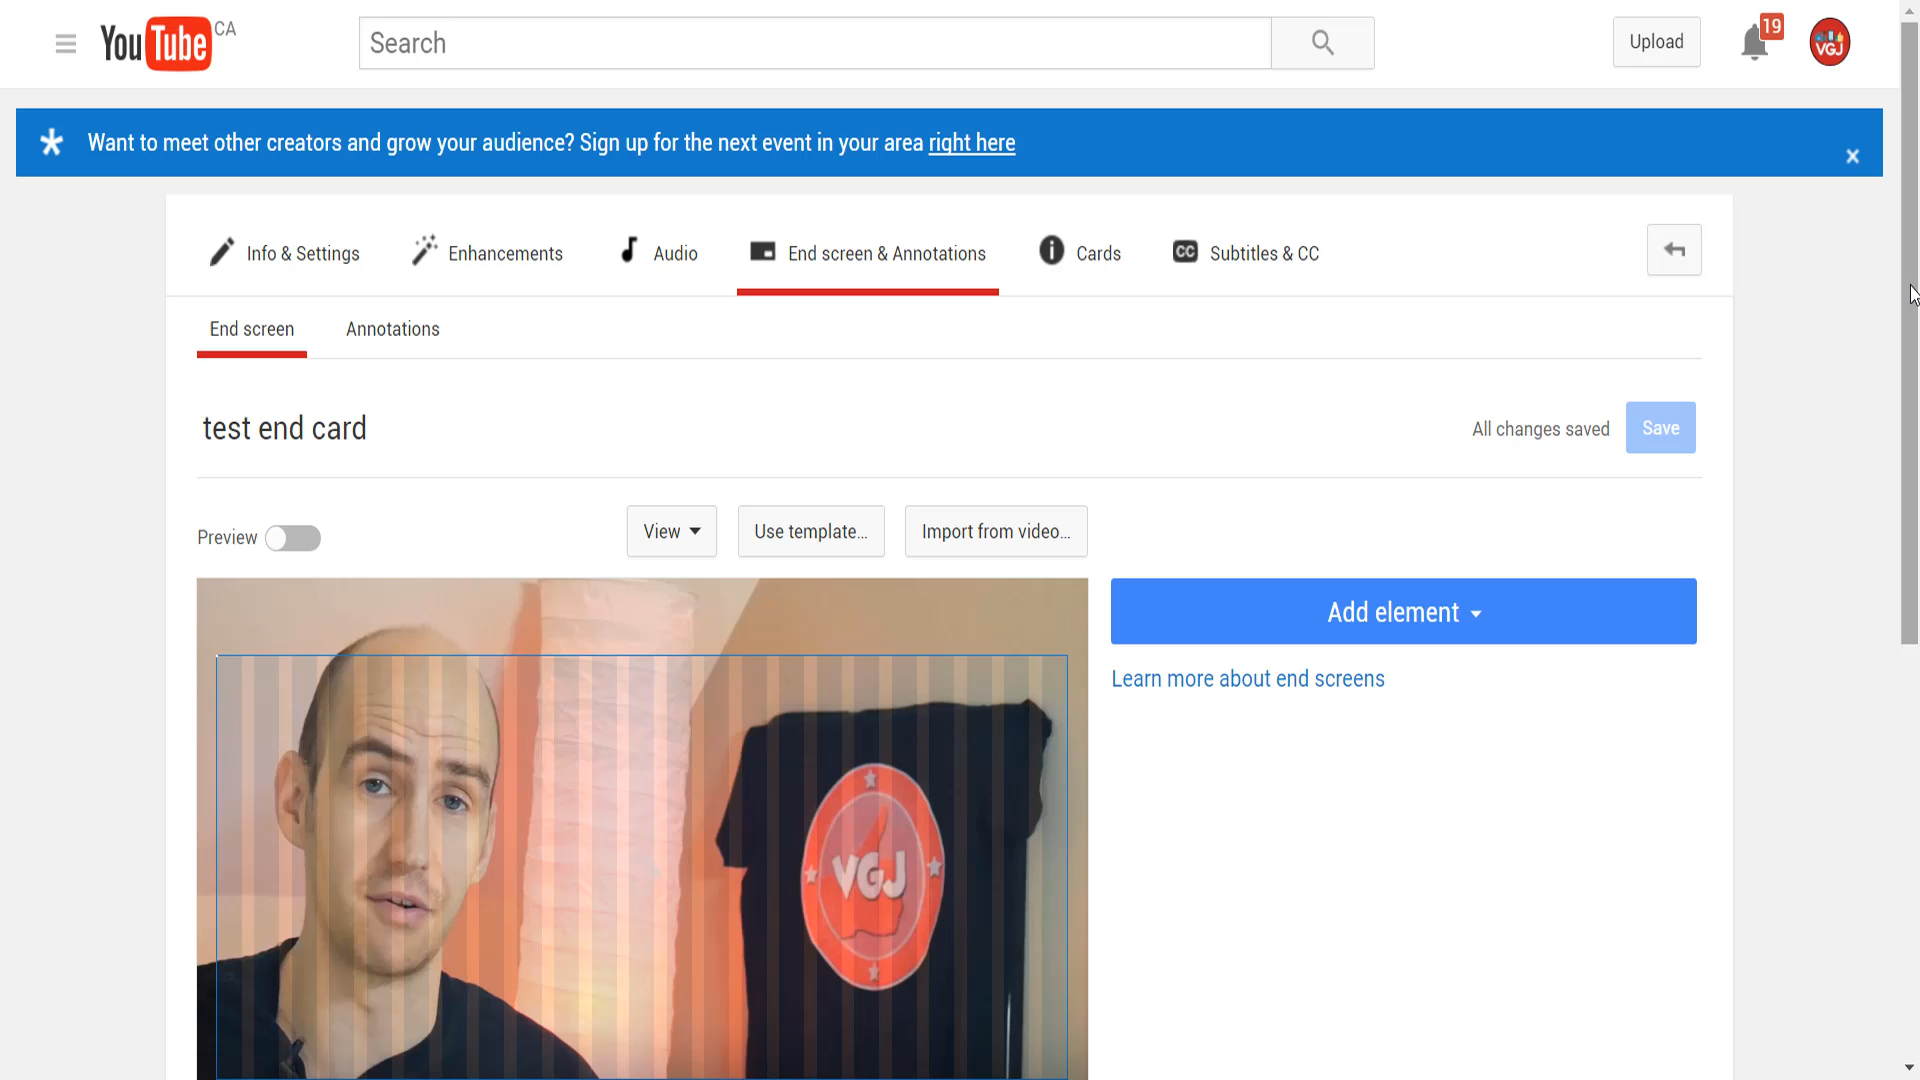 YouTube CA
Search
Upload
19
VGJ
Want to meet other creators and grow your audience? Sign up for the next event in your area right here
×
Info & Settings
Enhancements
Audio
End screen & Annotations
Cards
CC Subtitles & CC
End screen
Annotations
test end card
All changes saved
Save
Preview
View
Use template...
Import from video...
Add element
Learn more about end screens
VGJ